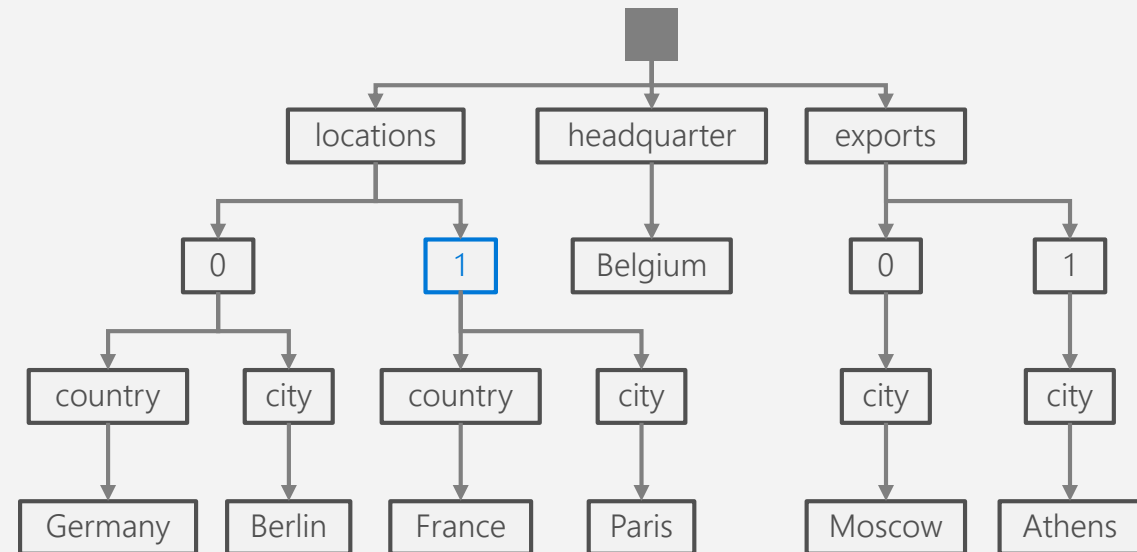 locations headquarter exports
0 1 Belgium 0 1
country city country city city city
Germany Berlin France Paris Moscow Athens